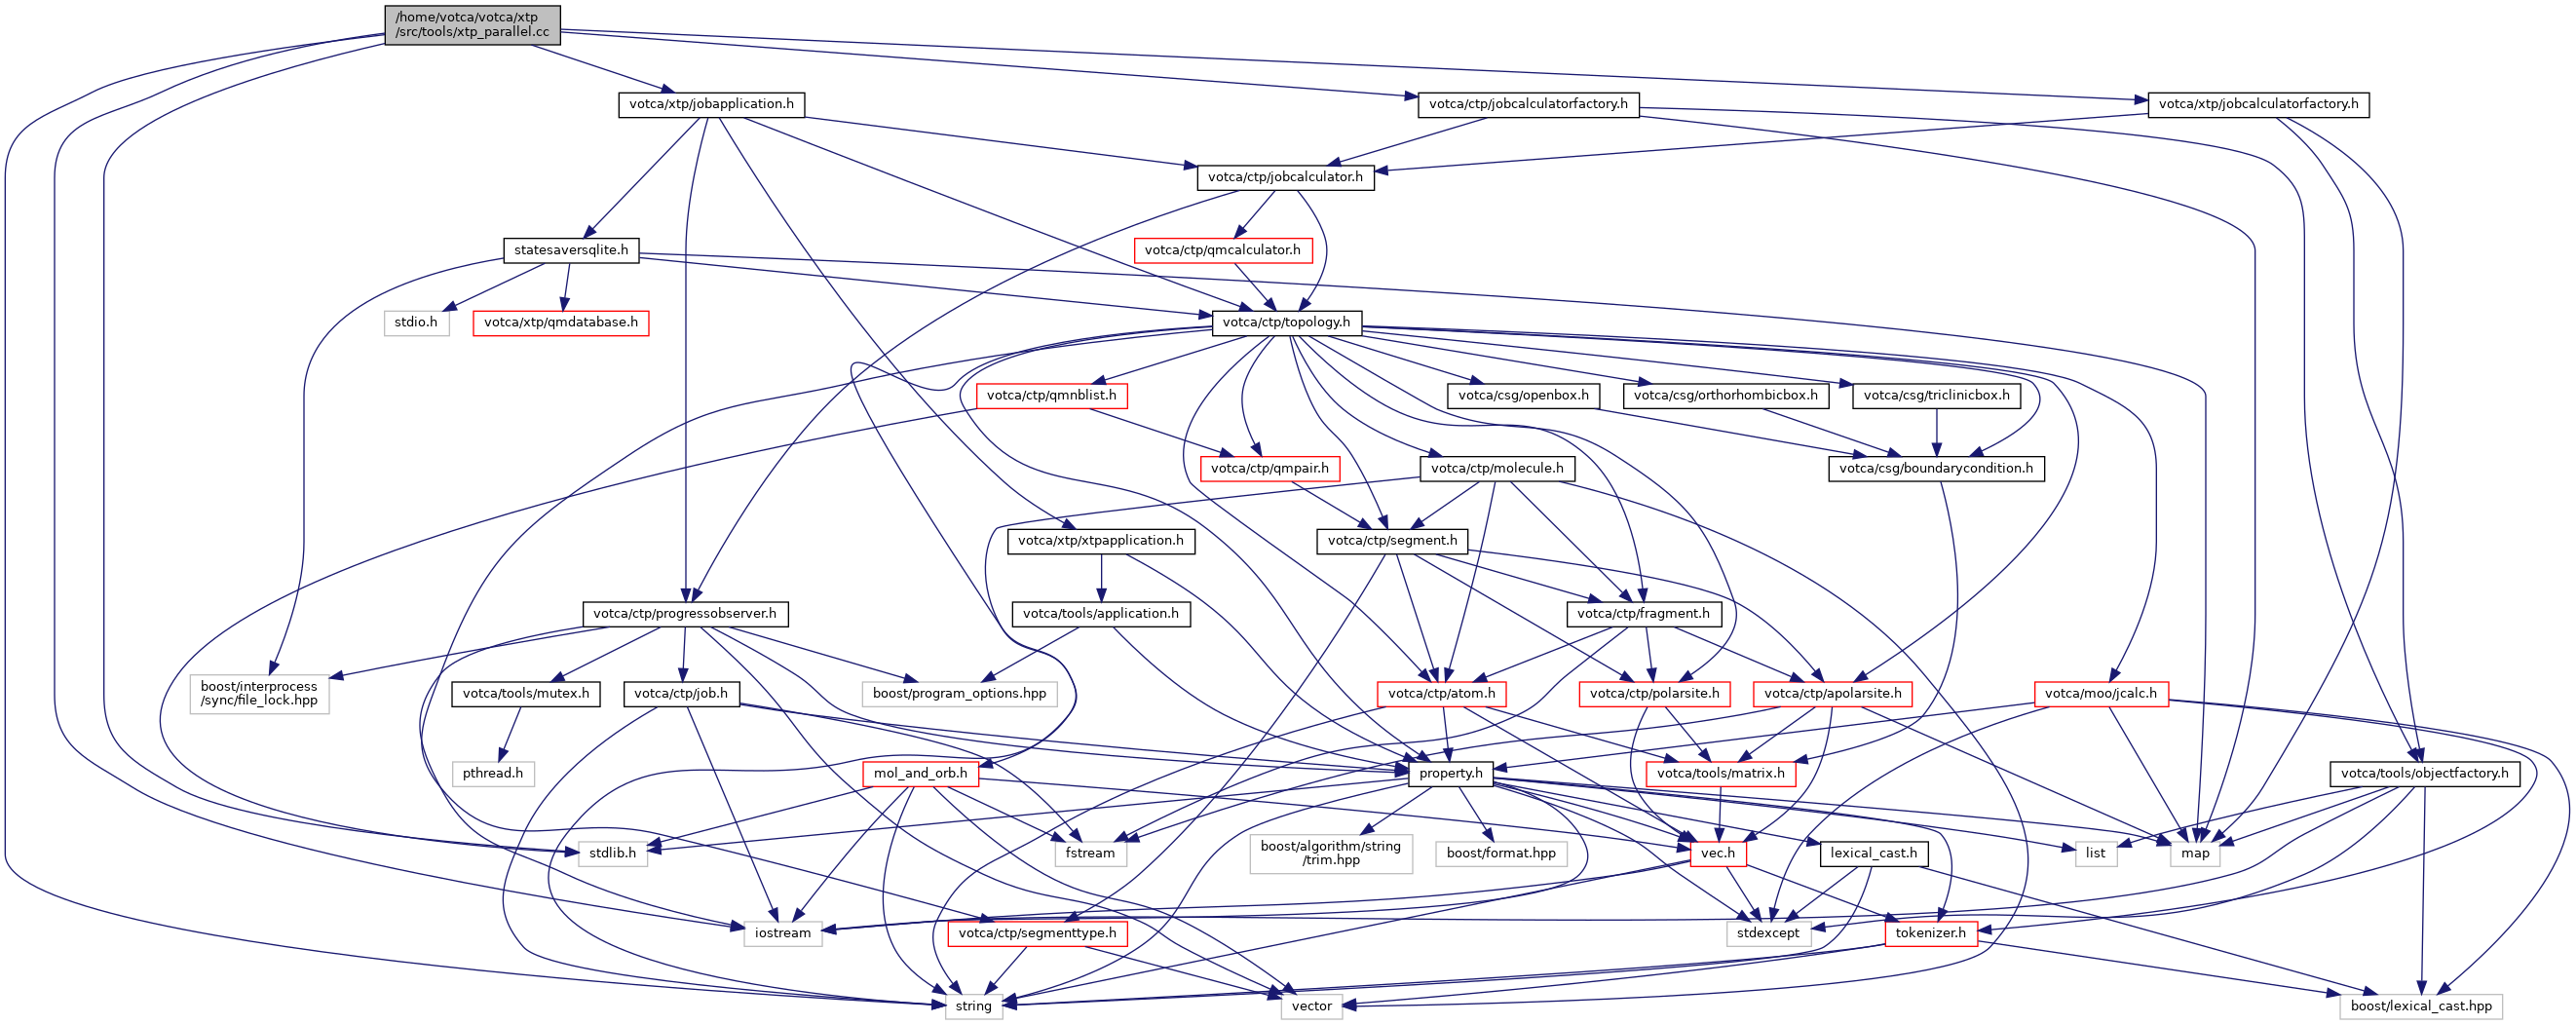 /home/votca/votca/xtp
/src/tools/xtp_parallel.cc
votca/xtp/jobapplication.h
votca/ctp/jobcalculatorfactory.h
votca/xtp/jobcalculatorfactory.h
votca/ctp/jobcalculator.h
statesaversqlite.h
votca/ctp/qmcalculator.h
stdio.h
votca/xtp/qmdatabase.h
votca/ctp/topology.h
votca/ctp/qmnblist.h
votca/csg/openbox.h
votca/csg/orthorhombicbox.h
votca/csg/triclinicbox.h
votca/ctp/qmpair.h
votca/ctp/molecule.h
votca/csg/boundarycondition.h
votca/xtp/xtpapplication.h
votca/ctp/segment.h
votca/ctp/progressobserver.h
votca/tools/application.h
votca/ctp/fragment.h
boost/interprocess
/sync/file_lock.hpp
votca/tools/mutex.h
votca/ctp/job.h
boost/program_options.hpp
votca/ctp/atom.h
votca/ctp/polarsite.h
votca/ctp/apolarsite.h
votca/moo/jcalc.h
pthread.h
mol_and_orb.h
property.h
votca/tools/matrix.h
votca/tools/objectfactory.h
stdlib.h
fstream
boost/algorithm/string
/trim.hpp
boost/format.hpp
vec.h
lexical_cast.h
list
map
iostream
votca/ctp/segmenttype.h
stdexcept
tokenizer.h
string
vector
boost/lexical_cast.hpp